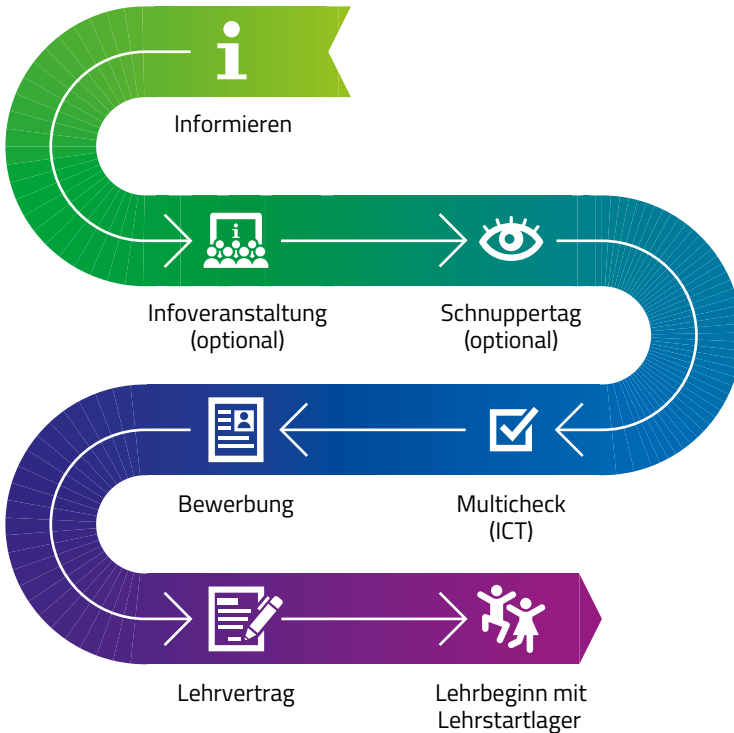 Informieren
Infoveranstaltung
(optional)
Schnuppertag
(optional)
Multicheck
(ICT)
Bewerbung
Lehrvertrag
Lehrbeginn mit
Lehrstartlager